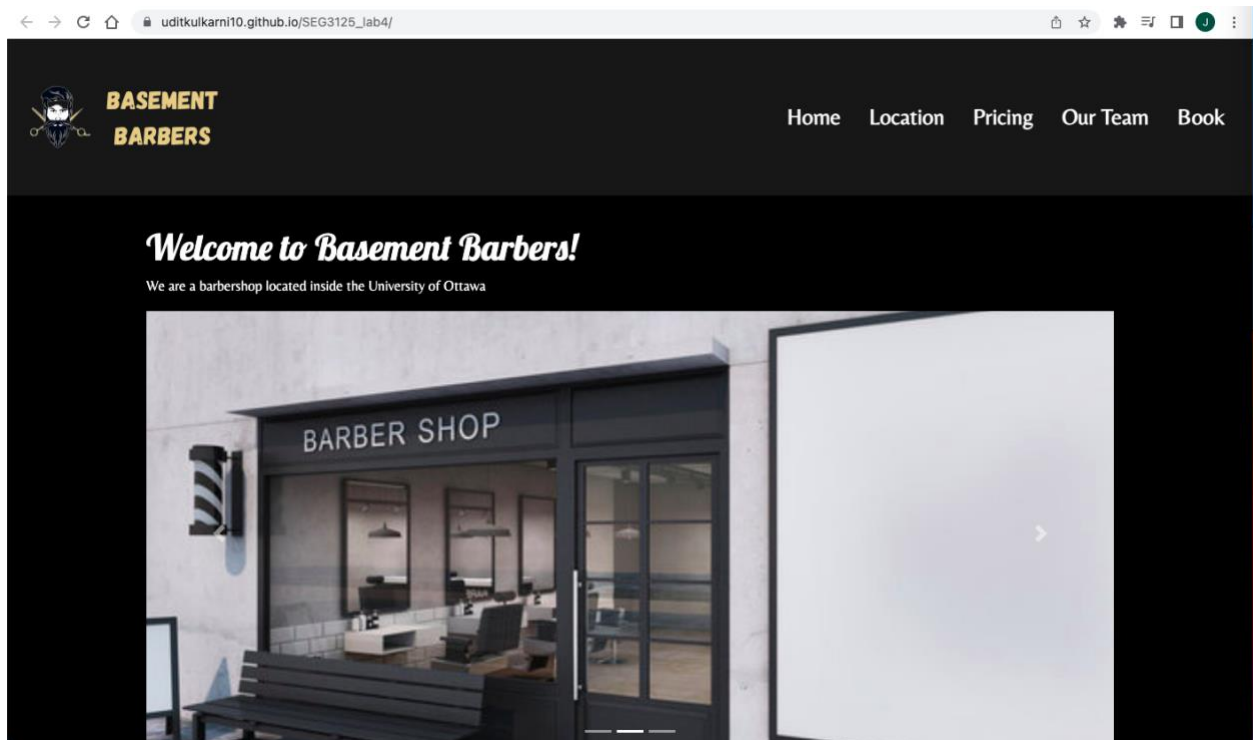 uditkulkarni10.github.io/SEG3125_lab4/
J
BASEMENT
BARBERS
Home Location Pricing Our Team Book
Welcome to Basement Barbers!
We are a barbershop located inside the University of Ottawa
BARBER SHOP